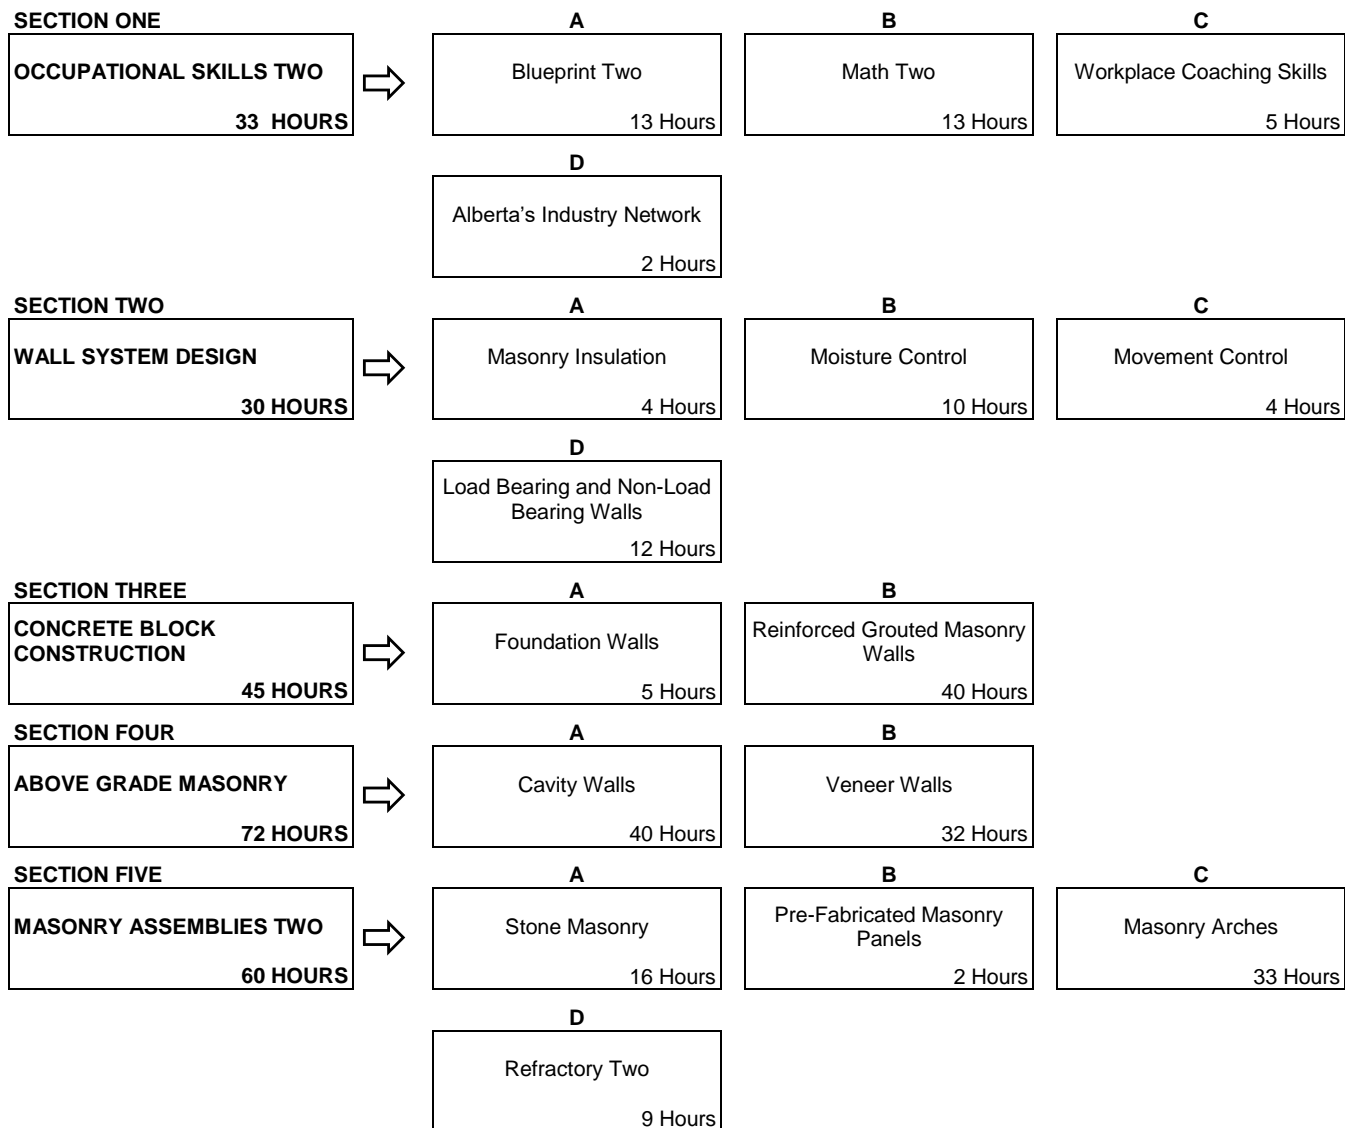 SECTION ONE
A
B
C
OCCUPATIONAL SKILLS TWO
33 HOURS
Blueprint Two
13 Hours
Math Two
13 Hours
Workplace Coaching Skills
5 Hours
D
Alberta’s Industry Network
2 Hours
SECTION TWO
A
B
C
WALL SYSTEM DESIGN
30 HOURS
Masonry Insulation
4 Hours
Moisture Control
10 Hours
Movement Control
4 Hours
D
Load Bearing and Non-Load
Bearing Walls
12 Hours
SECTION THREE
A
B
CONCRETE BLOCK
CONSTRUCTION
45 HOURS
Foundation Walls
5 Hours
Reinforced Grouted Masonry
Walls
40 Hours
SECTION FOUR
A
B
ABOVE GRADE MASONRY
72 HOURS
Cavity Walls
40 Hours
Veneer Walls
32 Hours
SECTION FIVE
A
B
C
MASONRY ASSEMBLIES TWO
60 HOURS
Stone Masonry
16 Hours
Pre-Fabricated Masonry
Panels
2 Hours
Masonry Arches
33 Hours
D
Refractory Two
9 Hours